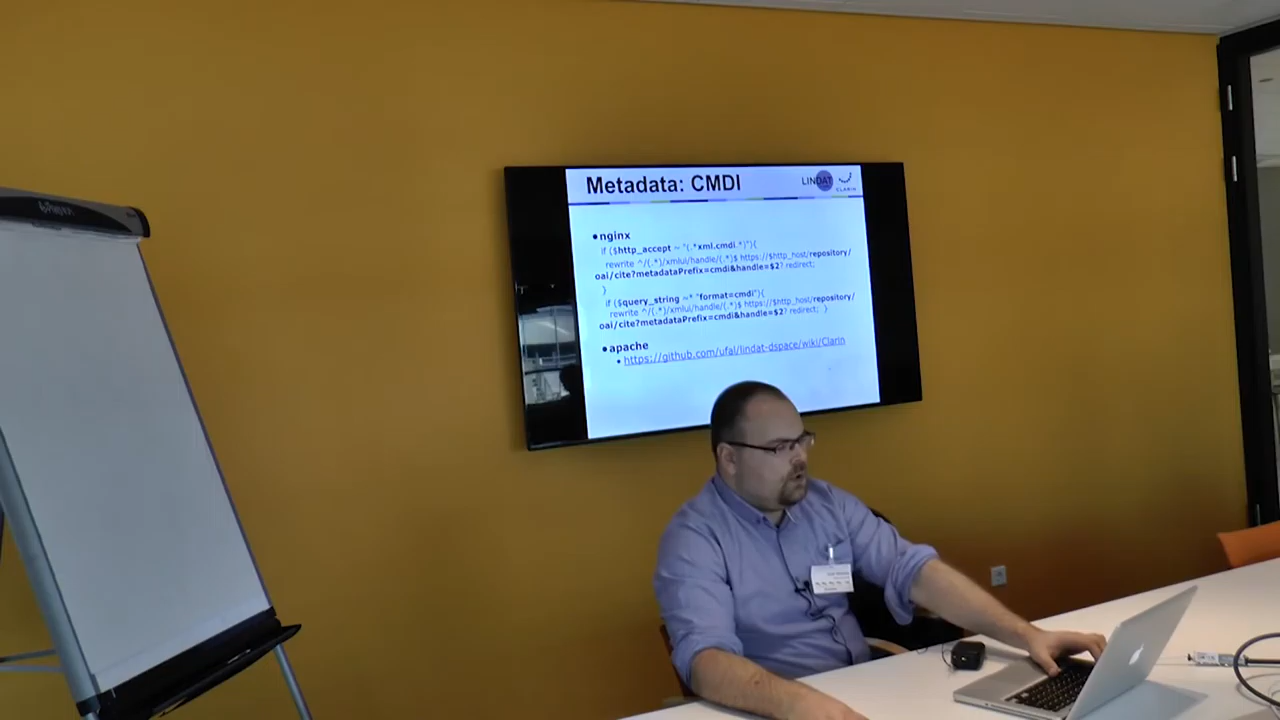 Metadata: CMDI
LINDAT
CLARIN
●nginx
if ($http_accept ~ "(.*xml.cmdi.*)"){
rewrite ^/(.*)/xmlui/handle/(.*)$ https://$http_host/repository/
oai/cite?metadataPrefix=cmdi&handle=$2? redirect;
}
if ($query_string ~* "format=cmdi"){
rewrite ^/(.*)/xmlui/handle/(.*)$ https://$http_host/repository/
oai/cite?metadataPrefix=cmdi&handle=$2? redirect; }
●apache
• https://github.com/ufal/lindat-dspace/wiki/Clarin